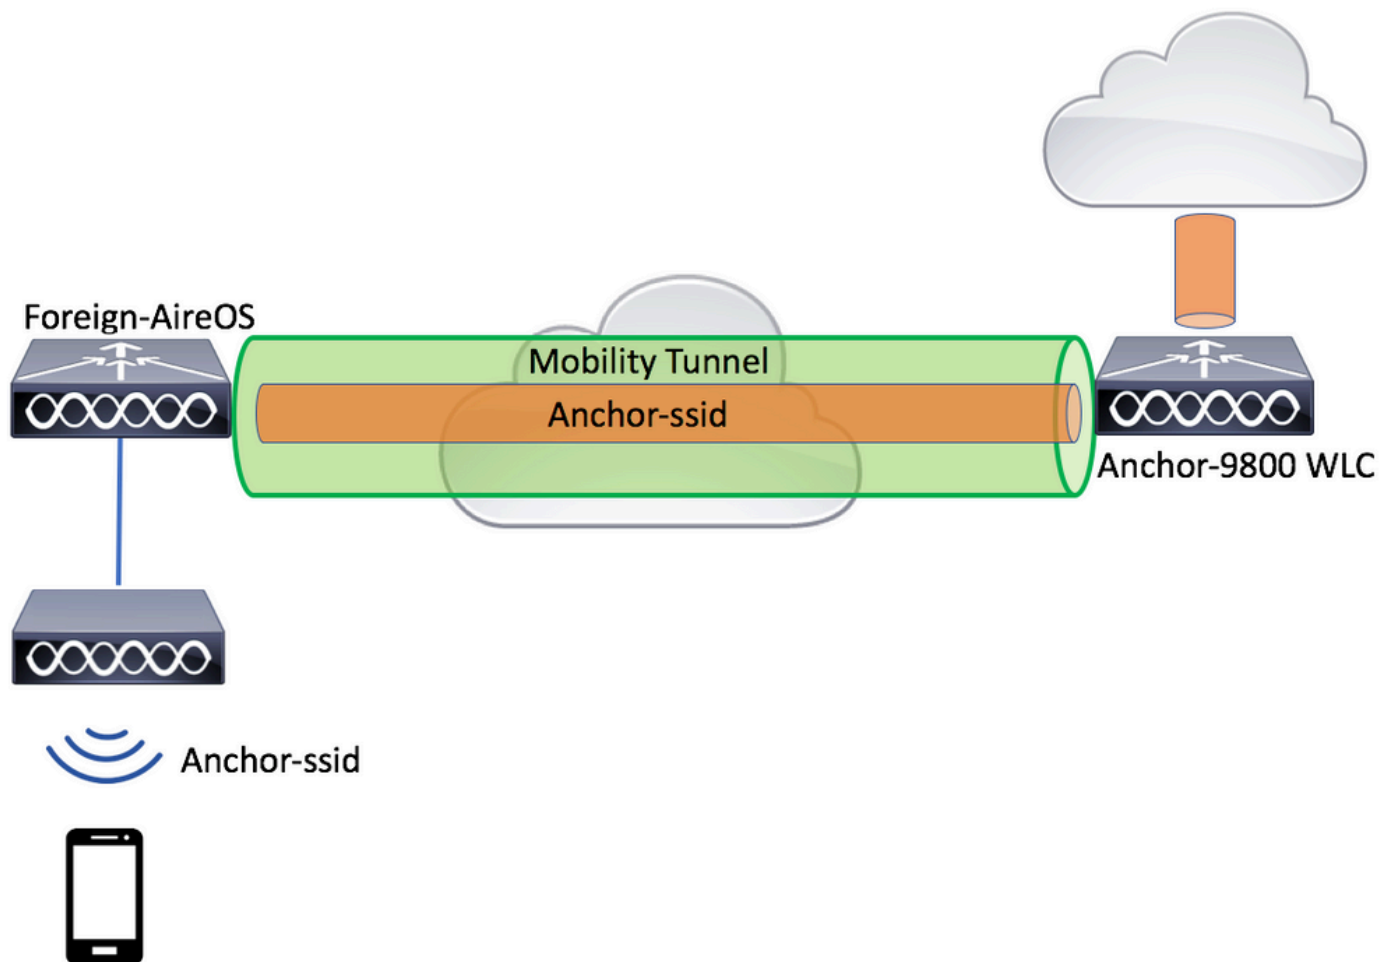 Foreign-AireOS
Mobility Tunnel
Anchor-ssid
Anchor-9800 WLC
Anchor-ssid